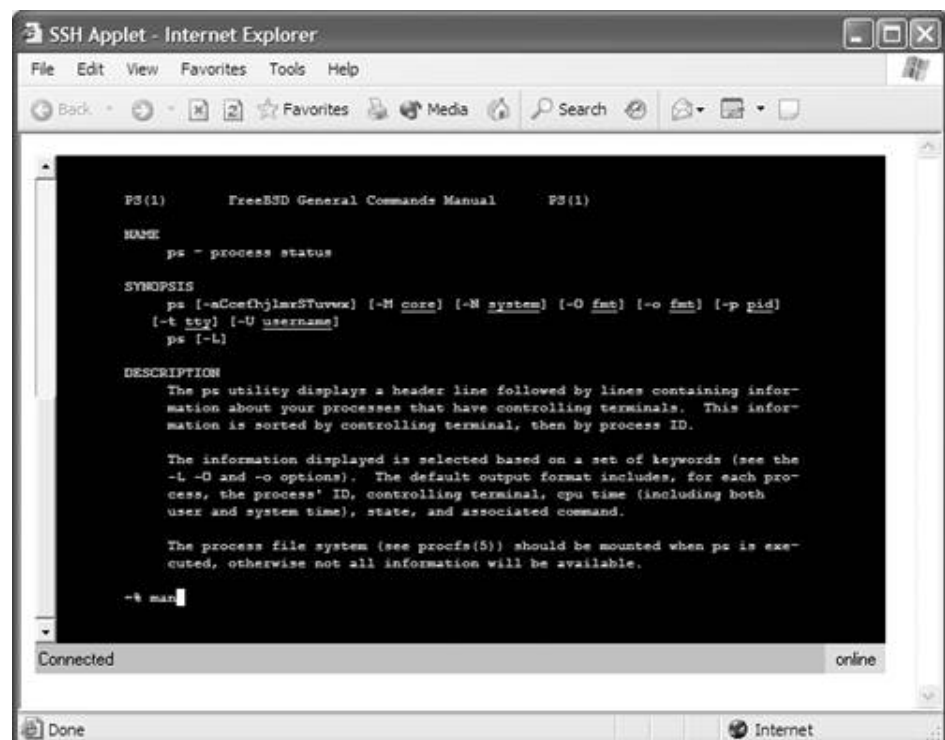 SSH Applet - Internet Explorer
File Edit View Favorites Tools Help
Back Favorites Media Search
PS(1) FreeBSD General Commands Manual PS(1)
NAME
ps - process status
SYNOPSIS
ps [-aCcefhjlmrSTuvwx] [-M core] [-N system] [-O fmt] [-o fmt] [-p pid]
[-t tty] [-U username]
ps [-L]
DESCRIPTION
The ps utility displays a header line followed by lines containing infor-
mation about your processes that have controlling terminals. This infor-
mation is sorted by controlling terminal, then by process ID.
The information displayed is selected based on a set of keywords (see the
-L -O and -o options). The default output format includes, for each pro-
cess, the process' ID, controlling terminal, cpu time (including both
user and system time), state, and associated command.
The process file system (see procfs(5)) should be mounted when ps is exe-
cuted, otherwise not all information will be available.
-% man
Connected online
Done Internet